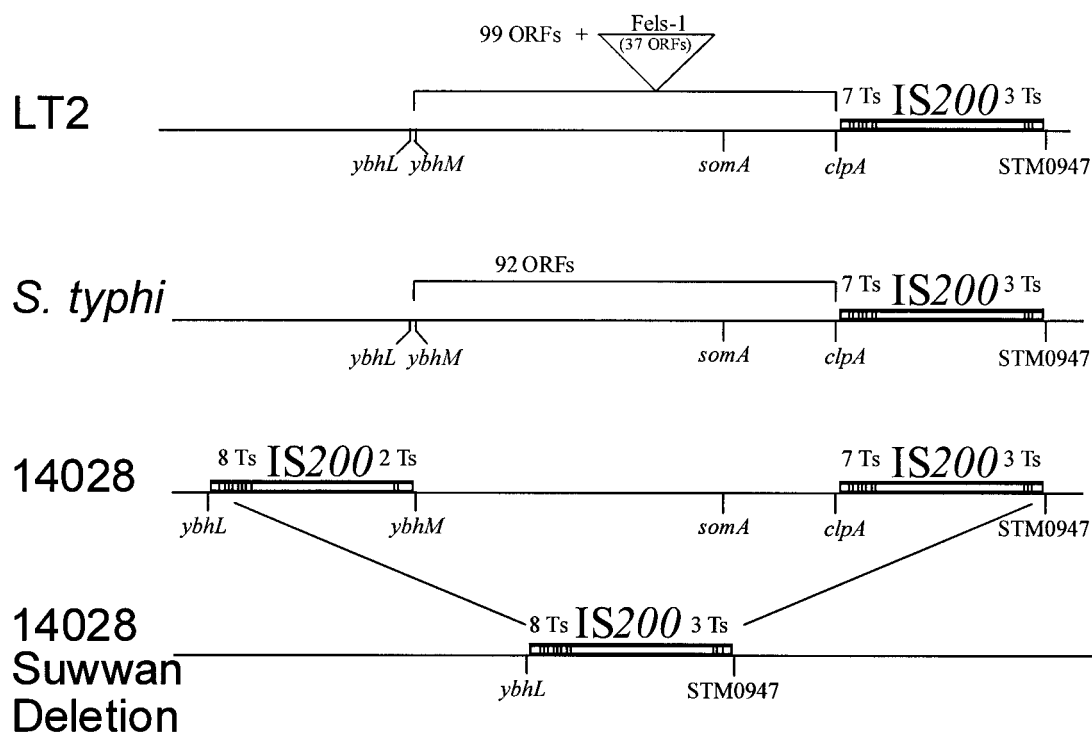 99 ORFs + Fels-1
(37 ORFs)
LT2
7 Ts IS200 3 Ts
ybhL ybhM somA clpA STM0947
92 ORFs
S. typhi
7 Ts IS200 3 Ts
ybhL ybhM somA clpA STM0947
14028
8 Ts IS200 2 Ts 7 Ts IS200 3 Ts
ybhL ybhM somA clpA STM0947
14028
Suwwan
Deletion
8 Ts IS200 3 Ts
ybhL STM0947